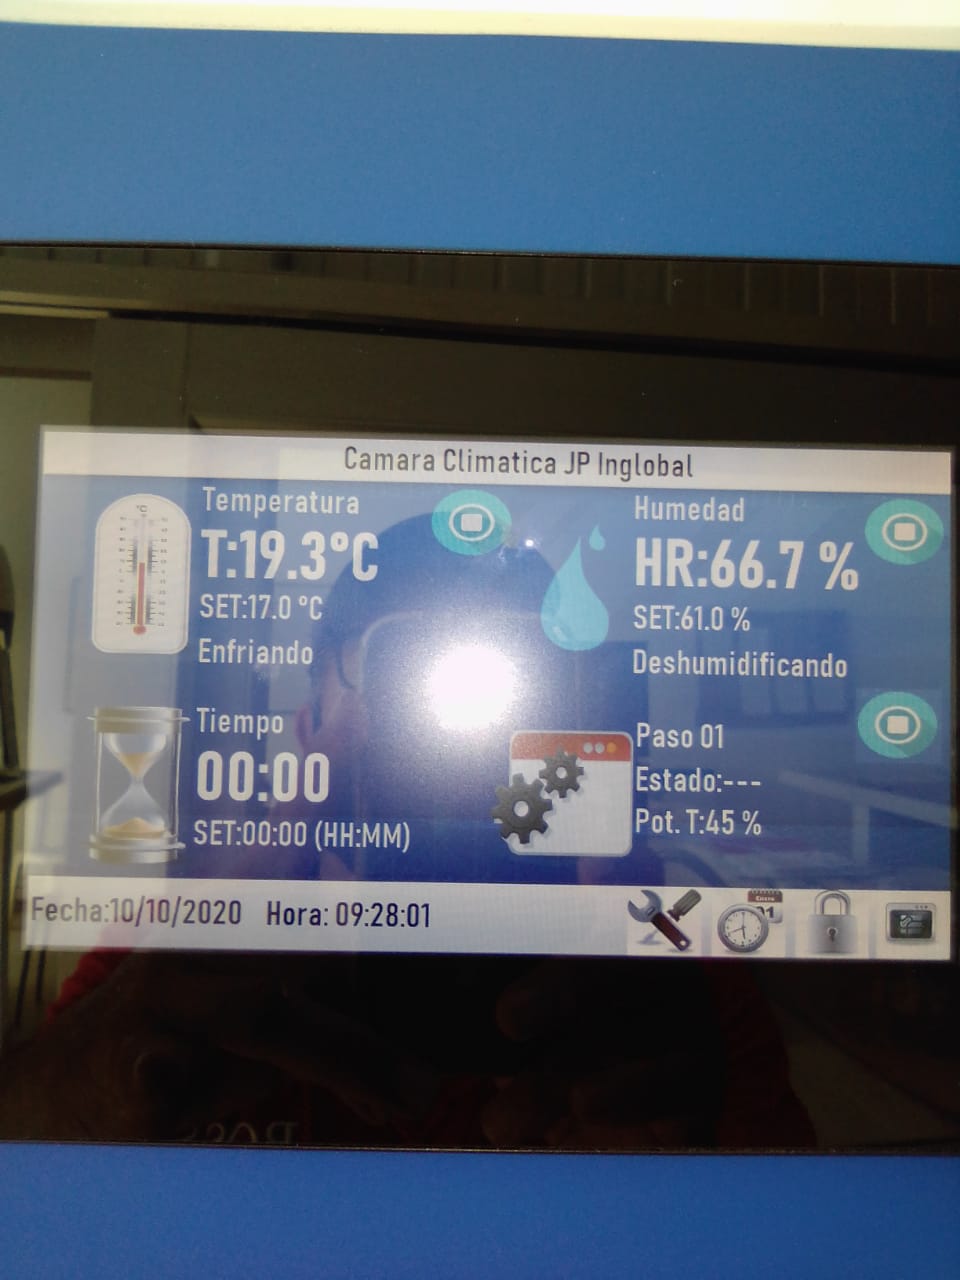 Camara Climatica JP Inglobal
Temperatura
T:19.3°C
SET:17.0 °C
Enfriando
Humedad
HR:66.7 %
SET:61.0 %
Deshumidificando
Tiempo
00:00
SET:00:00 (HH:MM)
Paso 01
Estado:---
Pot. T:45 %
Fecha:10/10/2020 Hora: 09:28:01